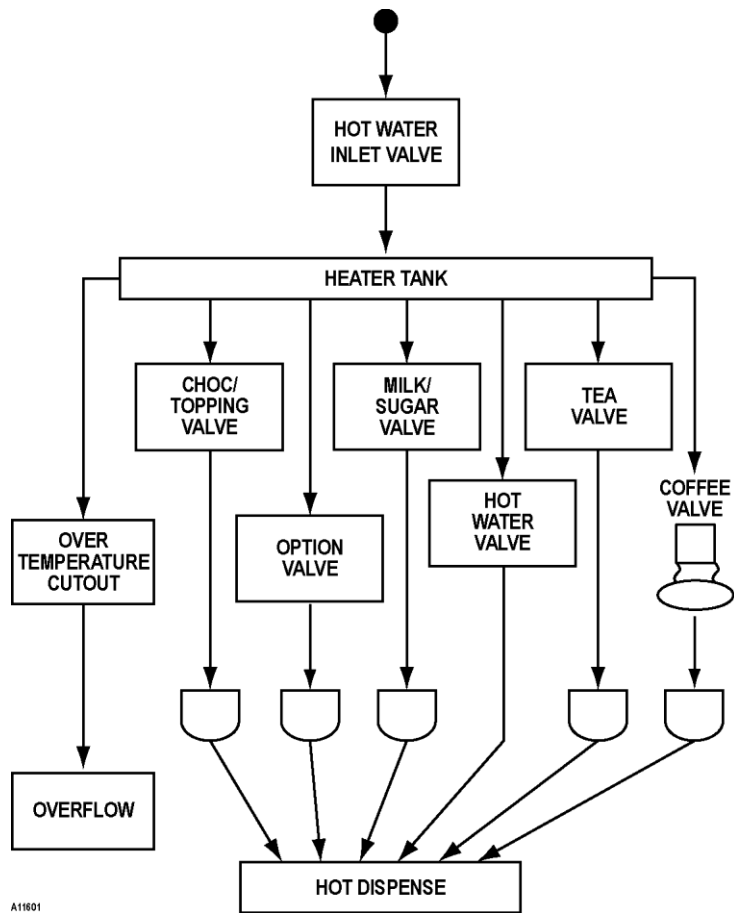 HOT WATER
INLET VALVE
HEATER TANK
CHOC/
TOPPING
VALVE
MILK/
SUGAR
VALVE
TEA
VALVE
HOT
WATER
VALVE
COFFEE
VALVE
OVER
TEMPERATURE
CUTOUT
OPTION
VALVE
OVERFLOW
HOT DISPENSE
A11601